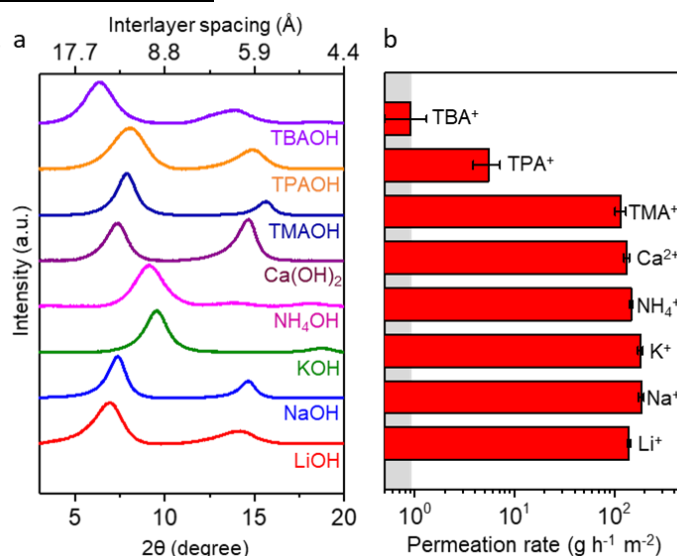 Interlayer spacing (Å)
a
17.7 8.8 5.9 4.4
TBAOH
TPAOH
TMAOH
Ca(OH)₂
NH₄OH
KOH
NaOH
LiOH
Intensity (a.u.)
5 10 15 20
2θ (degree)
b
TBA⁺
TPA⁺
TMA⁺
Ca²⁺
NH₄⁺
K⁺
Na⁺
Li⁺
10⁰ 10¹ 10²
Permeation rate (g h⁻¹ m⁻²)